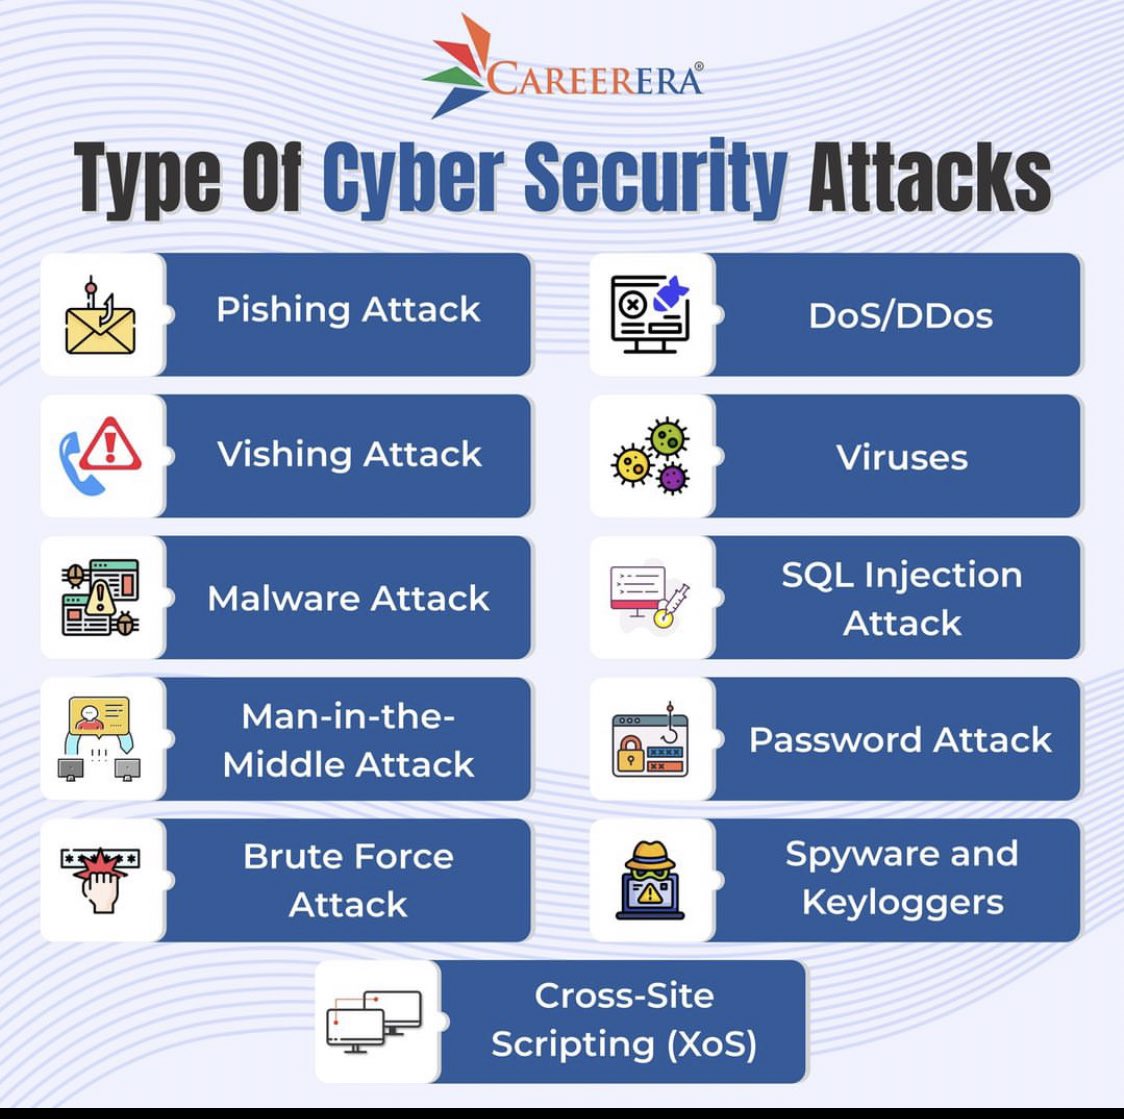 CAREERERA®
Type Of Cyber Security Attacks
Pishing Attack
DoS/DDos
Vishing Attack
Viruses
Malware Attack
SQL Injection
Attack
Man-in-the-
Middle Attack
Password Attack
Brute Force
Attack
Spyware and
Keyloggers
Cross-Site
Scripting (XoS)